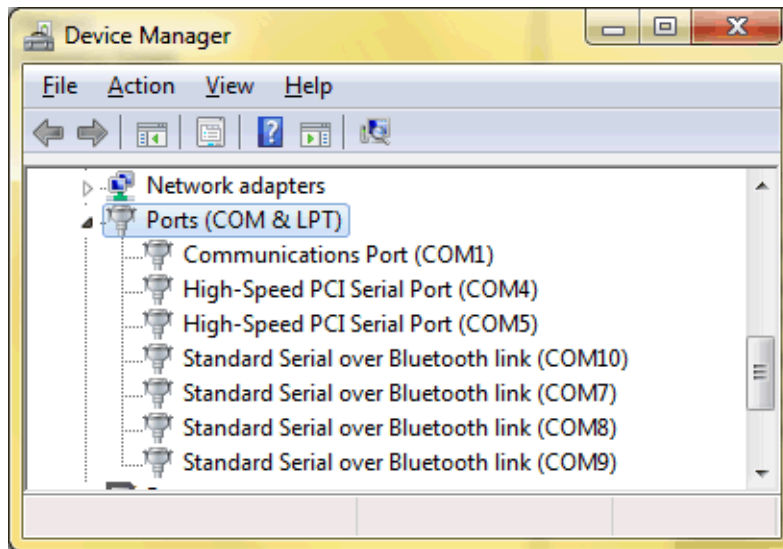 Device Manager
File Action View Help
Network adapters
Ports (COM & LPT)
Communications Port (COM1)
High-Speed PCI Serial Port (COM4)
High-Speed PCI Serial Port (COM5)
Standard Serial over Bluetooth link (COM10)
Standard Serial over Bluetooth link (COM7)
Standard Serial over Bluetooth link (COM8)
Standard Serial over Bluetooth link (COM9)